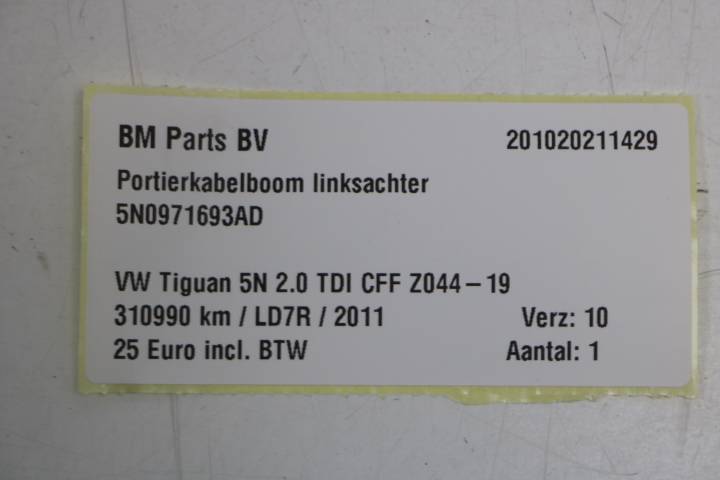 BM Parts BV 201020211429
Portierkabelboom linksachter
5N0971693AD
VW Tiguan 5N 2.0 TDI CFF Z044-19
310990 km / LD7R / 2011 Verz: 10
25 Euro incl. BTW Aantal: 1